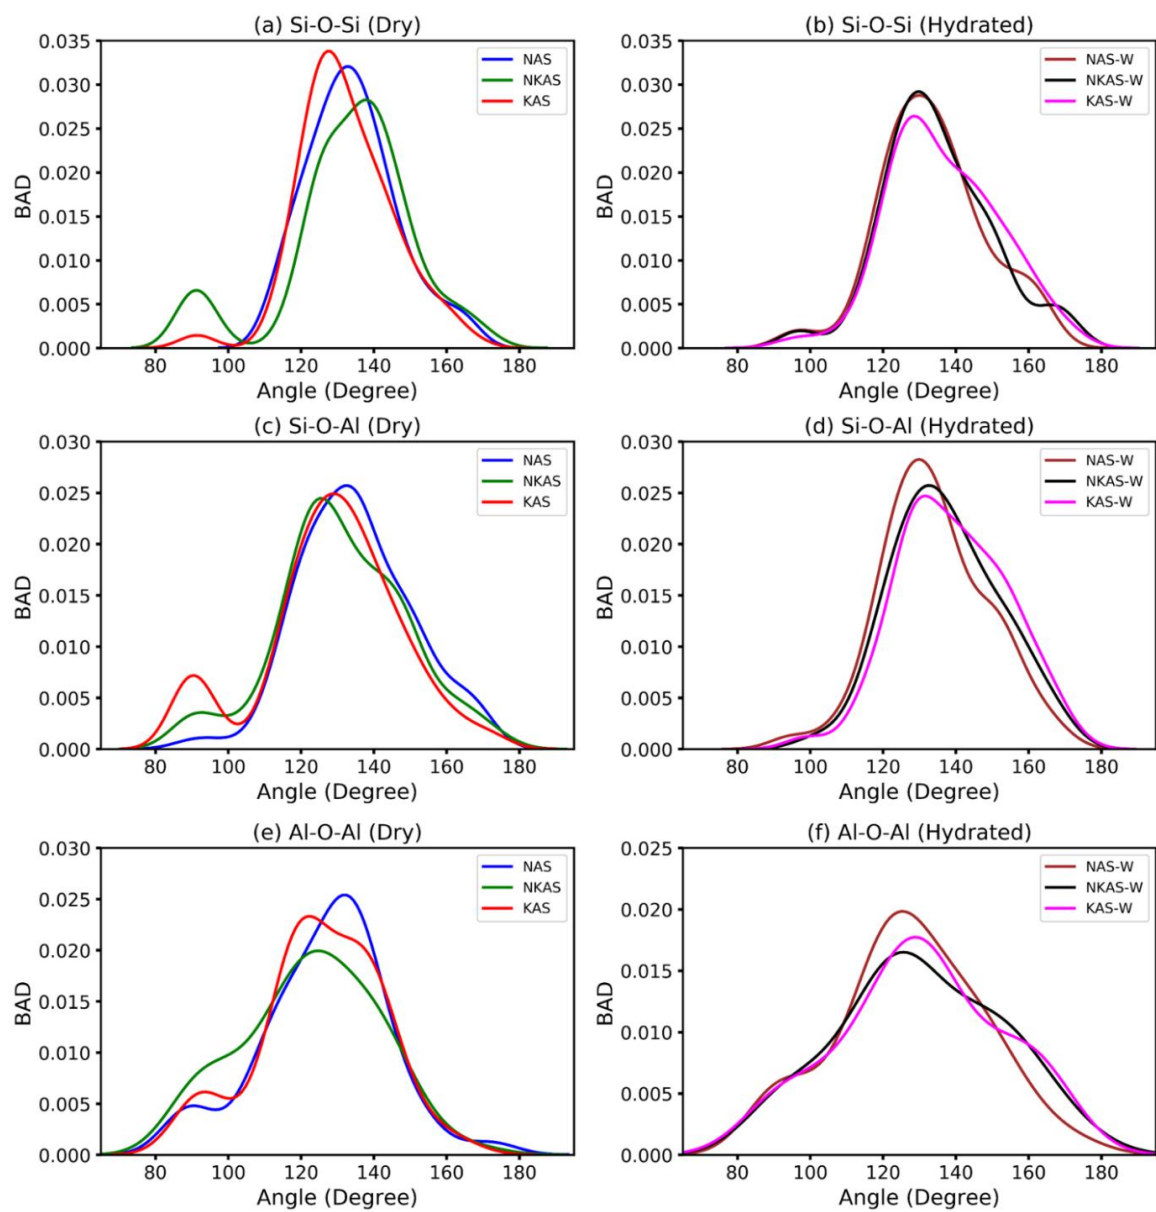 (a) Si-O-Si (Dry)
0.035
0.030
0.025
0.020
0.015
0.010
0.005
0.000
BAD
NAS
NKAS
KAS
80 100 120 140 160 180
Angle (Degree)
(b) Si-O-Si (Hydrated)
0.035
0.030
0.025
0.020
0.015
0.010
0.005
0.000
BAD
NAS-W
NKAS-W
KAS-W
80 100 120 140 160 180
Angle (Degree)
(c) Si-O-Al (Dry)
0.030
0.025
0.020
0.015
0.010
0.005
0.000
BAD
NAS
NKAS
KAS
80 100 120 140 160 180
Angle (Degree)
(d) Si-O-Al (Hydrated)
0.030
0.025
0.020
0.015
0.010
0.005
0.000
BAD
NAS-W
NKAS-W
KAS-W
80 100 120 140 160 180
Angle (Degree)
(e) Al-O-Al (Dry)
0.030
0.025
0.020
0.015
0.010
0.005
0.000
BAD
NAS
NKAS
KAS
80 100 120 140 160 180
Angle (Degree)
(f) Al-O-Al (Hydrated)
0.025
0.020
0.015
0.010
0.005
0.000
BAD
NAS-W
NKAS-W
KAS-W
80 100 120 140 160 180
Angle (Degree)